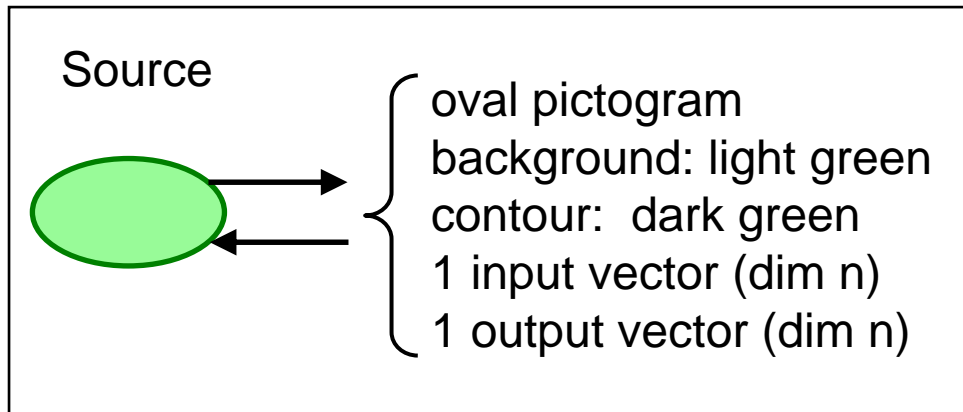 Source
oval pictogram
background: light green
contour:  dark green
1 input vector (dim n)
1 output vector (dim n)